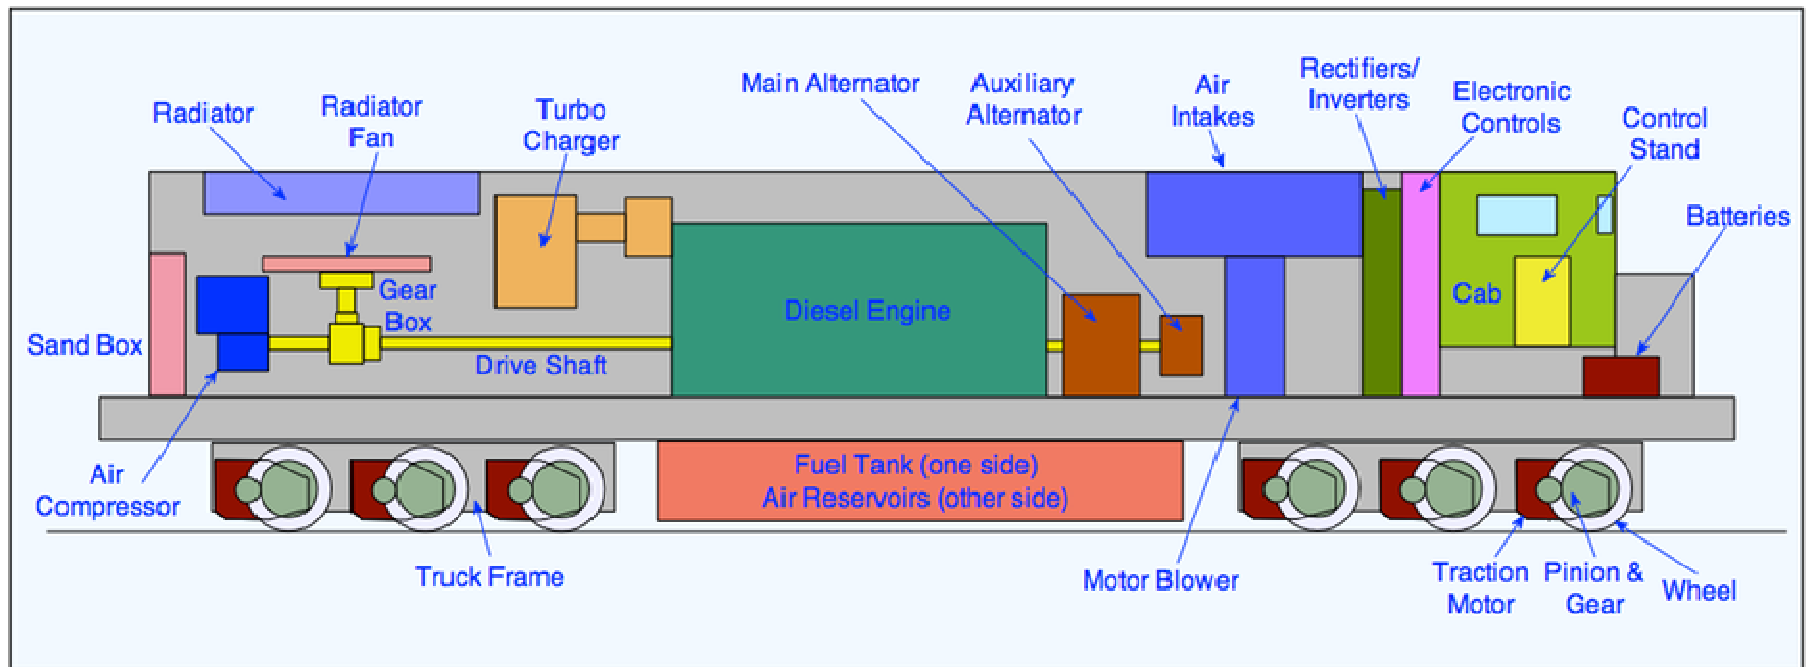 Radiator
Radiator
Fan
Turbo
Charger
Main Alternator
Auxiliary
Alternator
Air
Intakes
Rectifiers/
Inverters
Electronic
Controls
Control
Stand
Batteries
Sand Box
Gear
Box
Drive Shaft
Diesel Engine
Cab
Air
Compressor
Truck Frame
Fuel Tank (one side)
Air Reservoirs (other side)
Motor Blower
Traction
Motor
Pinion &
Gear
Wheel